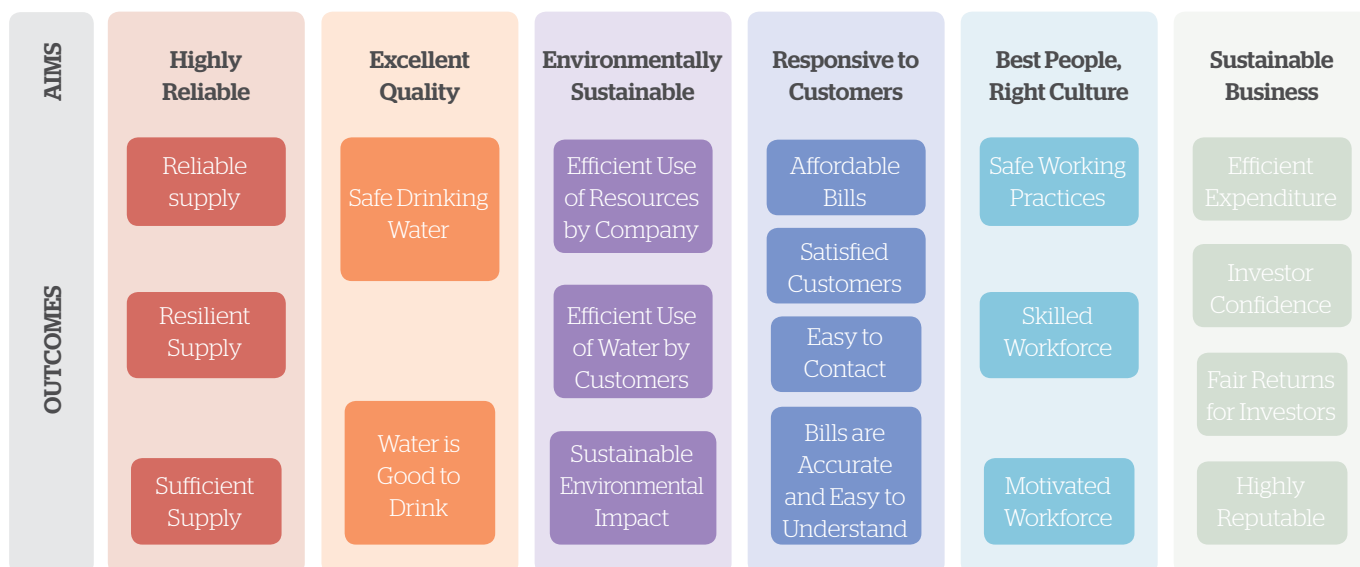 AIMS
Highly
Reliable
Excellent
Quality
Environmentally
Sustainable
Responsive to
Customers
Best People,
Right Culture
Sustainable
Business
OUTCOMES
Reliable
supply
Resilient
Supply
Sufficient
Supply
Safe Drinking
Water
Water is
Good to
Drink
Efficient Use
of Resources
by Company
Efficient Use
of Water by
Customers
Sustainable
Environmental
Impact
Affordable
Bills
Satisfied
Customers
Easy to
Contact
Bills are
Accurate
and Easy to
Understand
Safe Working
Practices
Skilled
Workforce
Motivated
Workforce
Efficient
Expenditure
Investor
Confidence
Fair Returns
for Investors
Highly
Reputable